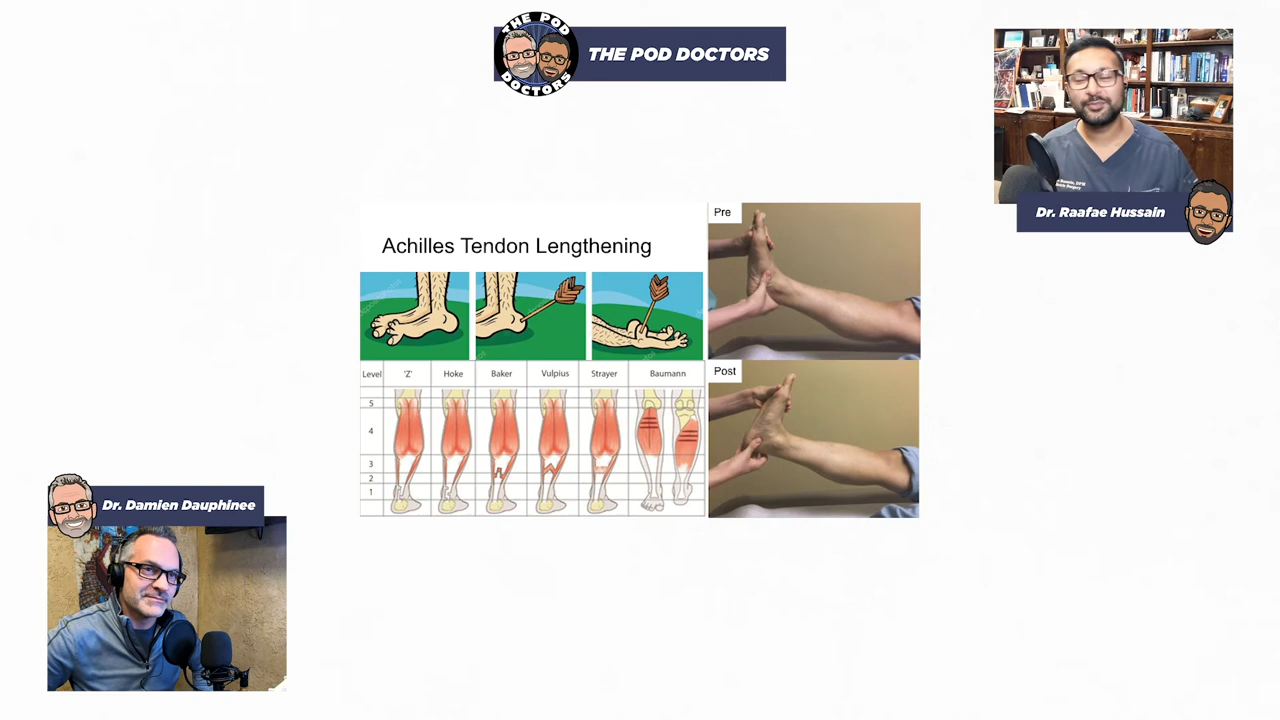 THE POD
DOCTORS
THE POD DOCTORS
Dr. Raafae Hussain
Achilles Tendon Lengthening
Pre
Post
Level 'Z' Hoke Baker Vulpius Strayer Baumann
5
4
3
2
1
Dr. Damien Dauphinee